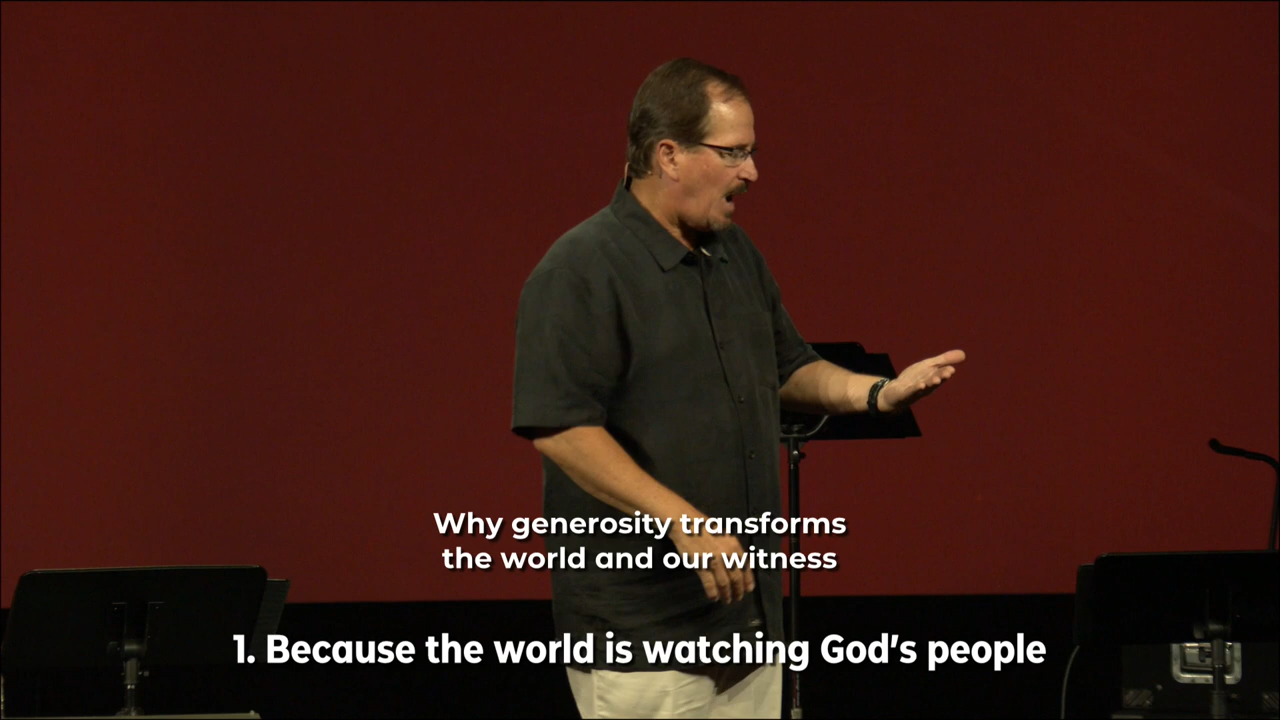 Why generosity transforms
the world and our witness
1. Because the world is watching God's people